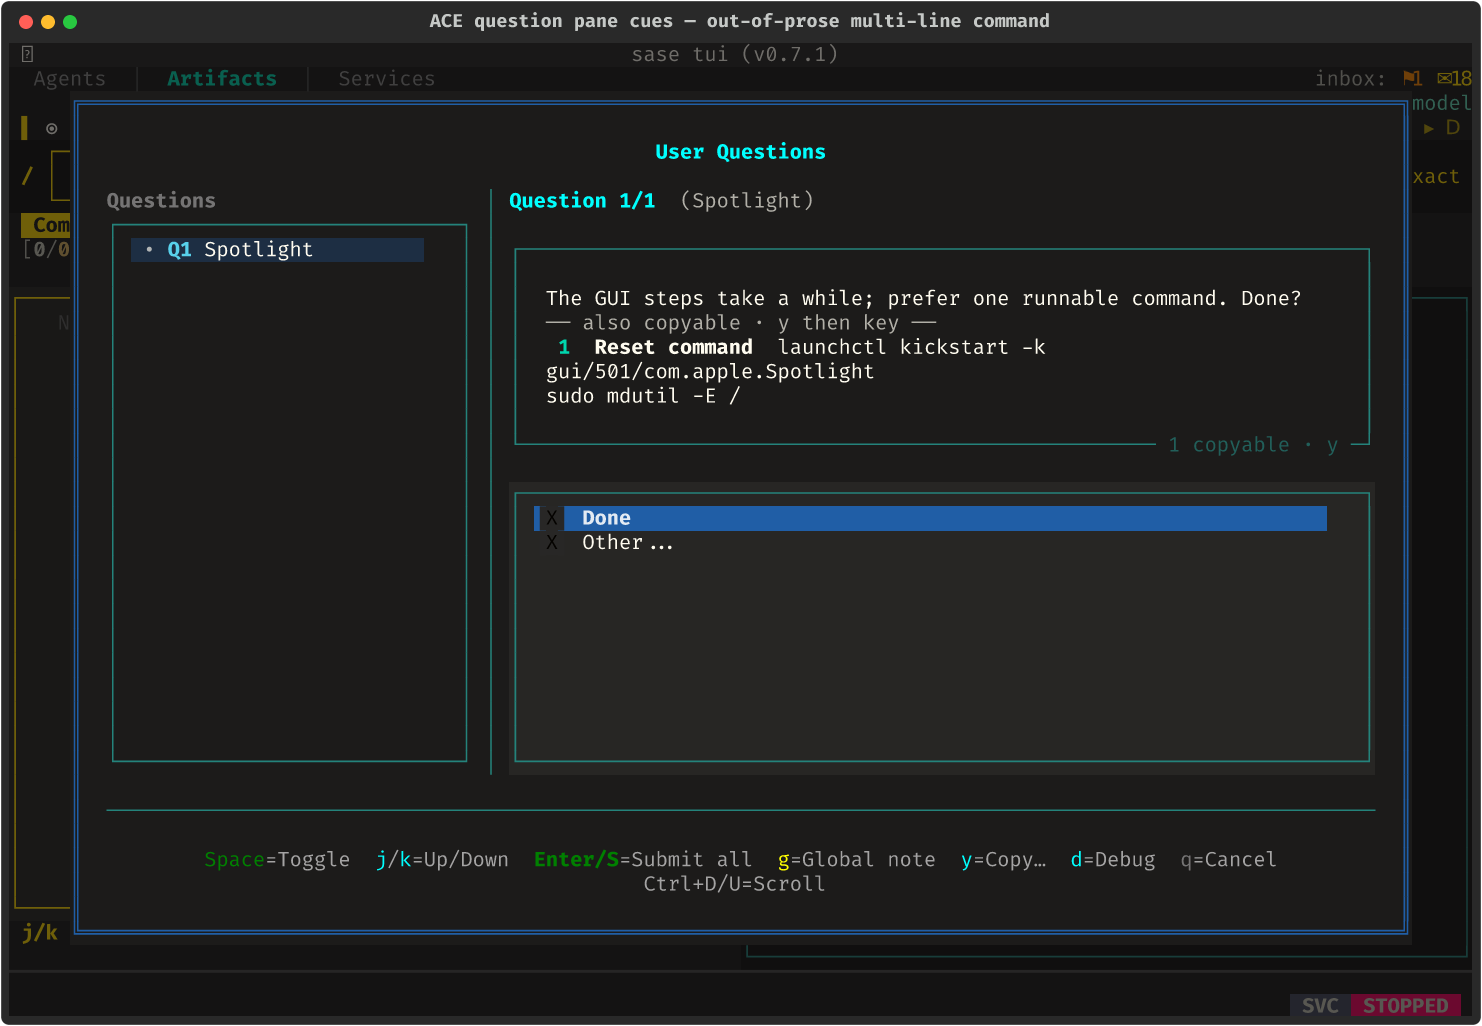 ACE question pane cues — out-of-prose multi-line command
sase tui (v0.7.1)
Agents │ Artifacts │ Services
inbox: ⚑1 ✉18
model
▸ D
/
xact
Com
[0/0
N
User Questions
Questions
• Q1 Spotlight
Question 1/1 (Spotlight)
The GUI steps take a while; prefer one runnable command. Done?
── also copyable · y then key ──
1 Reset command launchctl kickstart -k
gui/501/com.apple.Spotlight
sudo mdutil -E /
1 copyable · y
X Done
X Other...
Space=Toggle j/k=Up/Down Enter/S=Submit all g=Global note y=Copy… d=Debug q=Cancel
Ctrl+D/U=Scroll
j/k
SVC STOPPED